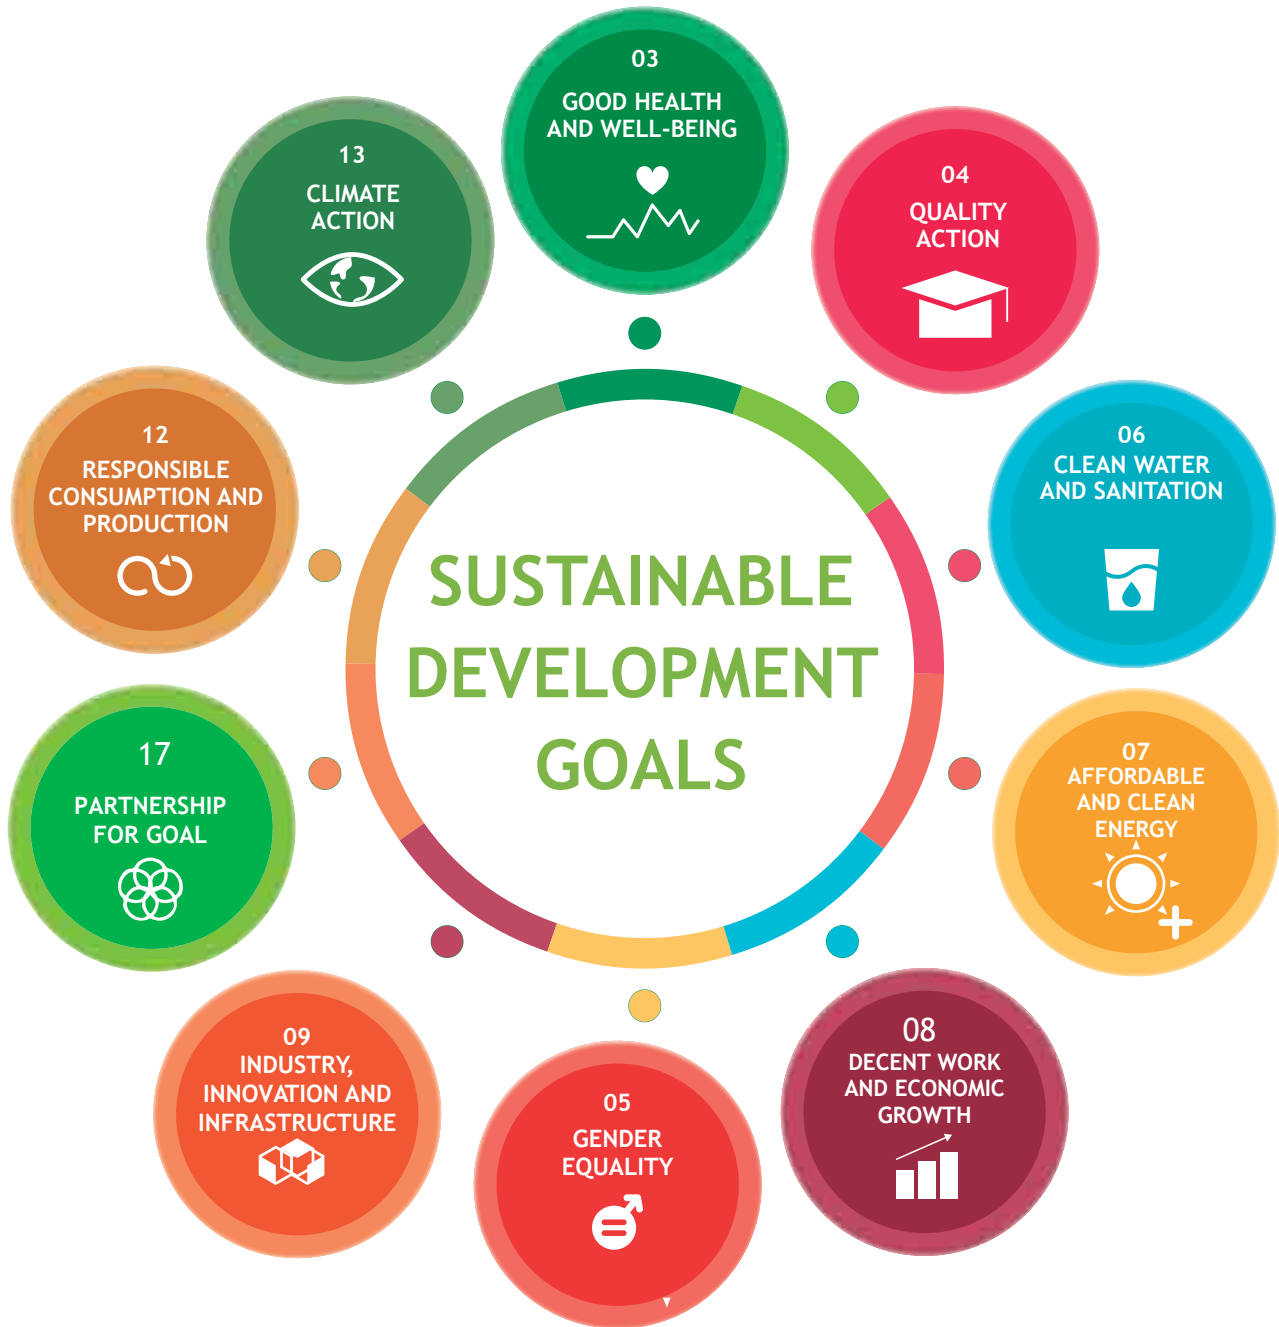 03
GOOD HEALTH
AND WELL-BEING
04
QUALITY
ACTION
06
CLEAN WATER
AND SANITATION
07
AFFORDABLE
AND CLEAN
ENERGY
08
DECENT WORK
AND ECONOMIC
GROWTH
05
GENDER
EQUALITY
09
INDUSTRY,
INNOVATION AND
INFRASTRUCTURE
17
PARTNERSHIP
FOR GOAL
12
RESPONSIBLE
CONSUMPTION AND
PRODUCTION
13
CLIMATE
ACTION
SUSTAINABLE
DEVELOPMENT
GOALS